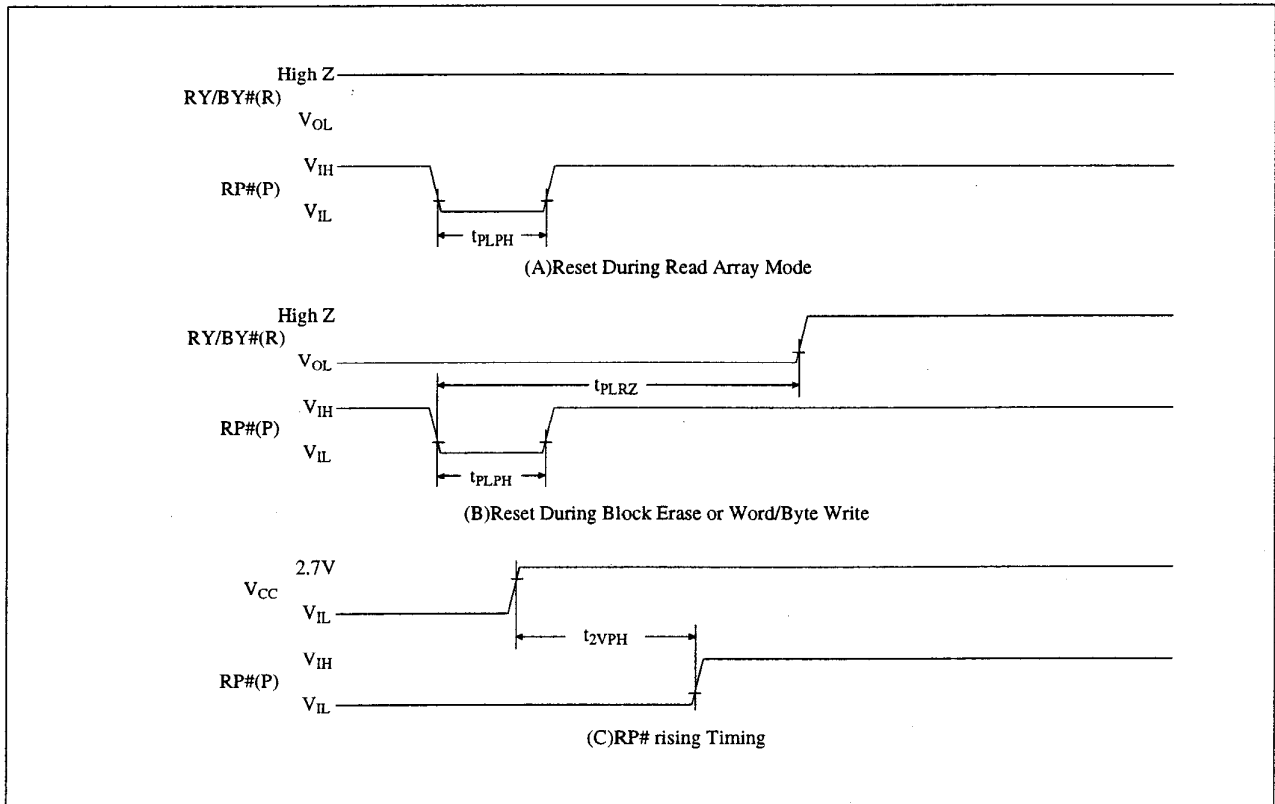 High Z
RY/BY#(R)
VOL
VIH
RP#(P)
VIL
tPLPH
(A)Reset During Read Array Mode
High Z
RY/BY#(R)
VOL
tPLRZ
VIH
RP#(P)
VIL
tPLPH
(B)Reset During Block Erase or Word/Byte Write
2.7V
VCC
VIL
t2VPH
VIH
RP#(P)
VIL
(C)RP# rising Timing